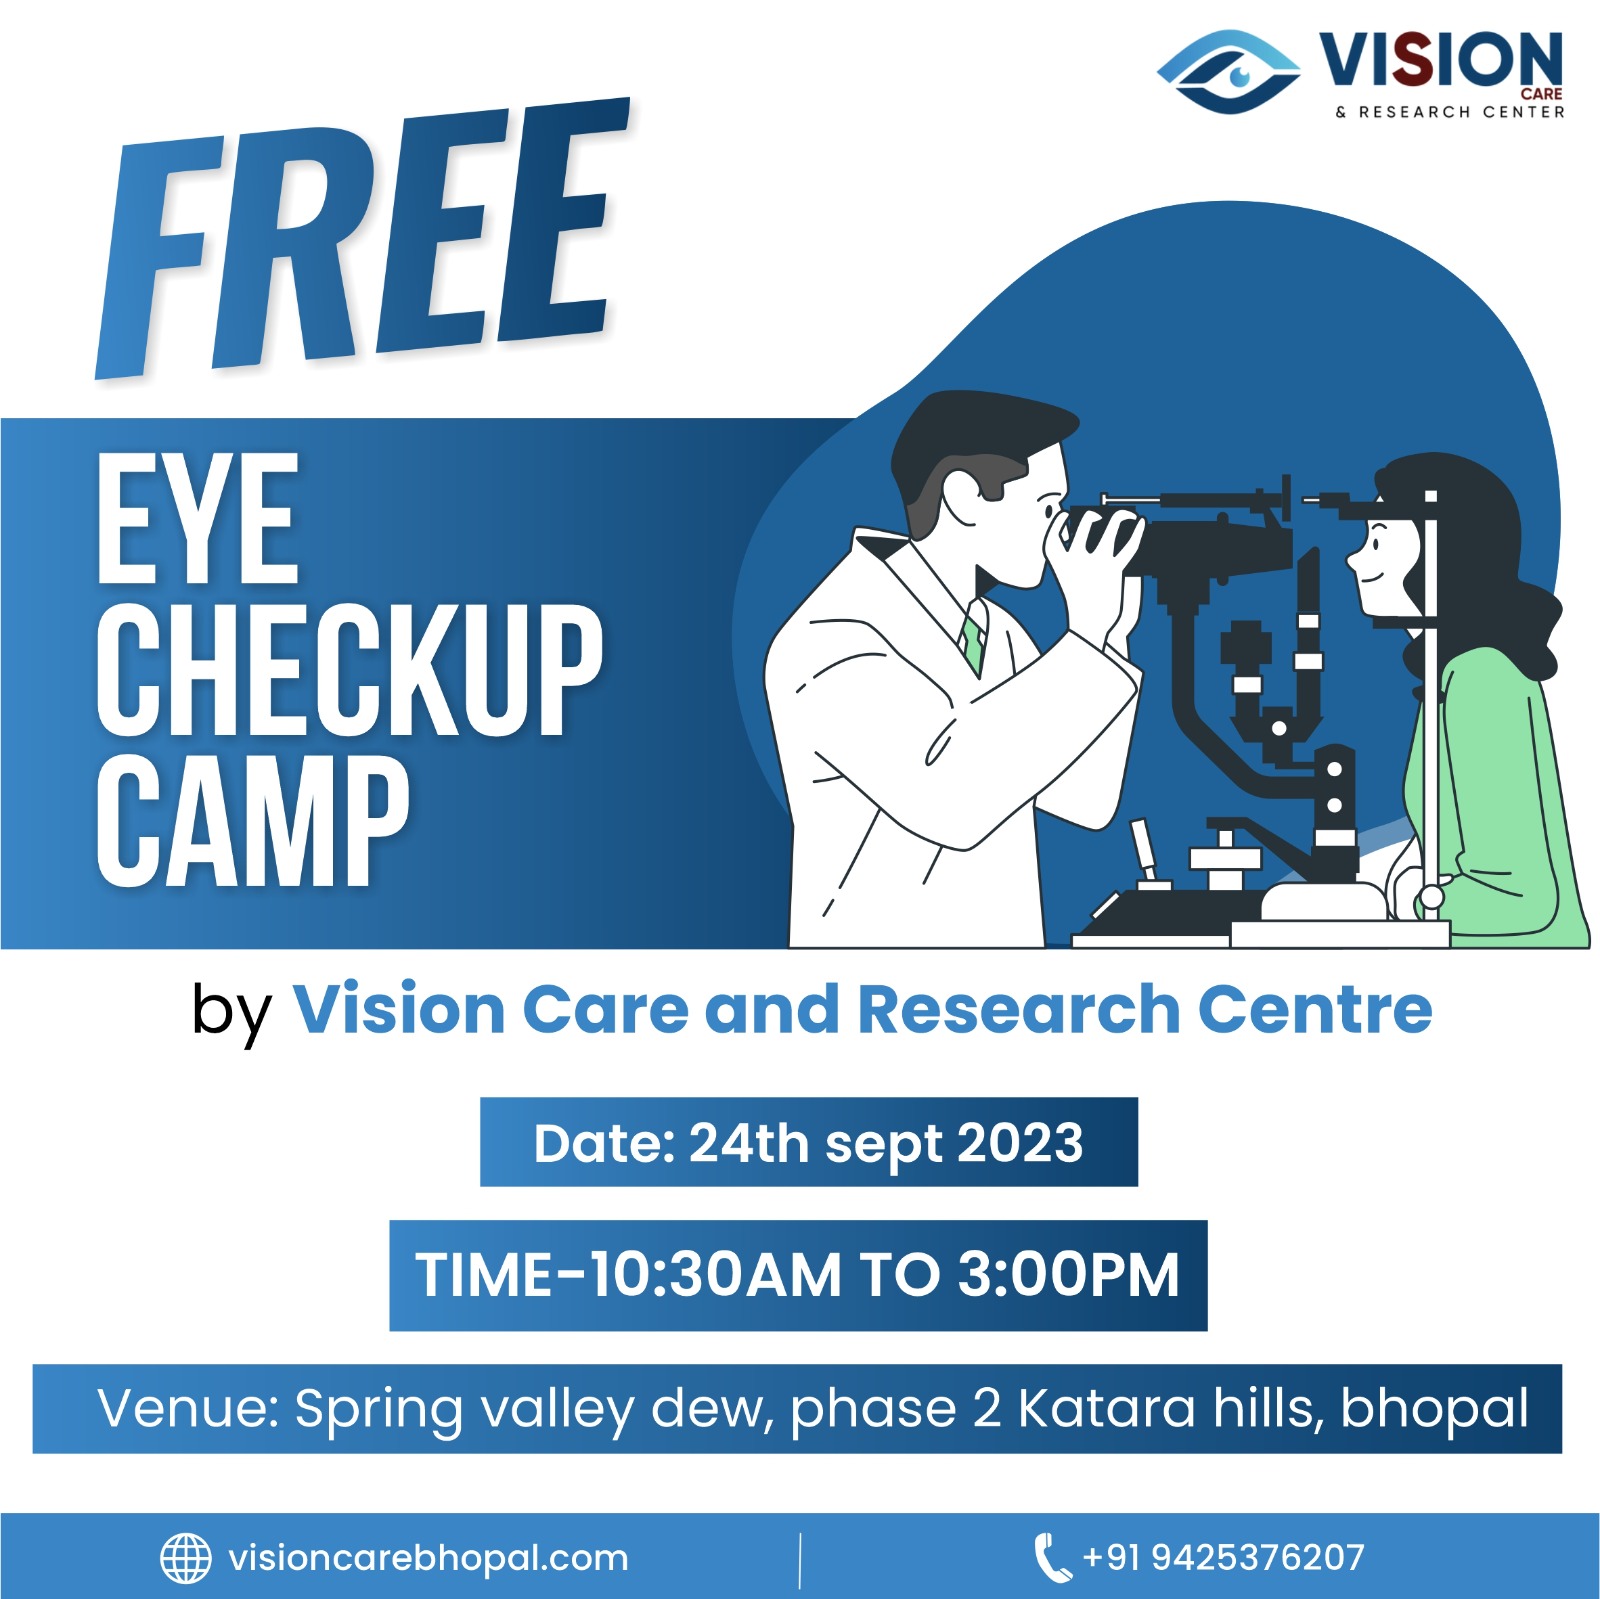 VISION
CARE
& RESEARCH CENTER
FREE
EYE
CHECKUP
CAMP
by Vision Care and Research Centre
Date: 24th sept 2023
TIME-10:30AM TO 3:00PM
Venue: Spring valley dew, phase 2 Katara hills, bhopal
visioncarebhopal.com
+91 9425376207